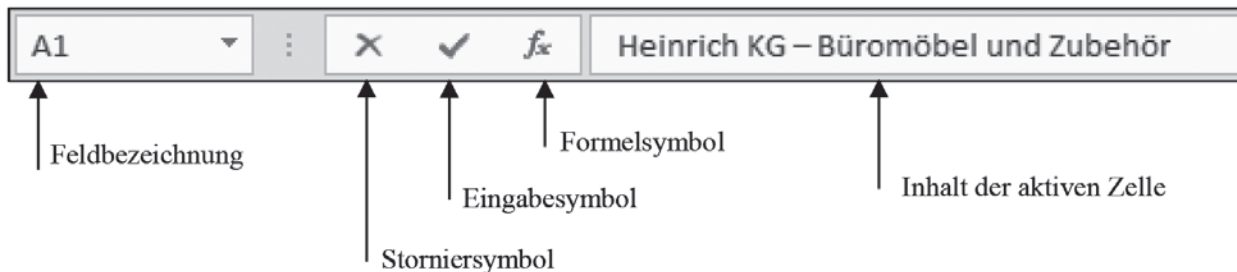 A1 fx Heinrich KG – Büromöbel und Zubehör
Feldbezeichnung
Formelsymbol
Inhalt der aktiven Zelle
Eingabesymbol
Storniersymbol